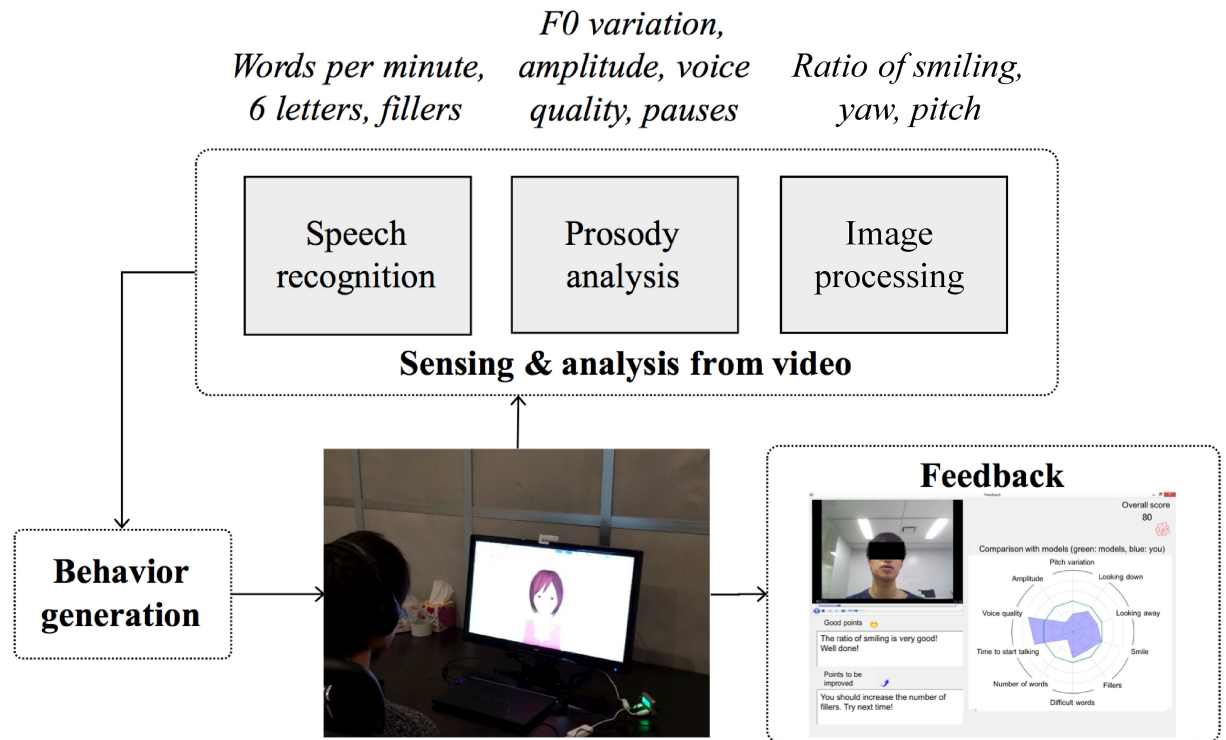 Words per minute,
6 letters, fillers
F0 variation,
amplitude, voice
quality, pauses
Ratio of smiling,
yaw, pitch
Speech
recognition
Prosody
analysis
Image
processing
Sensing & analysis from video
Behavior
generation
Feedback
Feedback
Overall score
80
Comparison with models (green: models, blue: you)
Pitch variation
Amplitude
Looking down
Voice quality
Looking away
Time to start talking
Smile
Number of words
Fillers
Difficult words
Good points
The ratio of smiling is very good!
Well done!
Points to be
improved
You should increase the number of
fillers. Try next time!